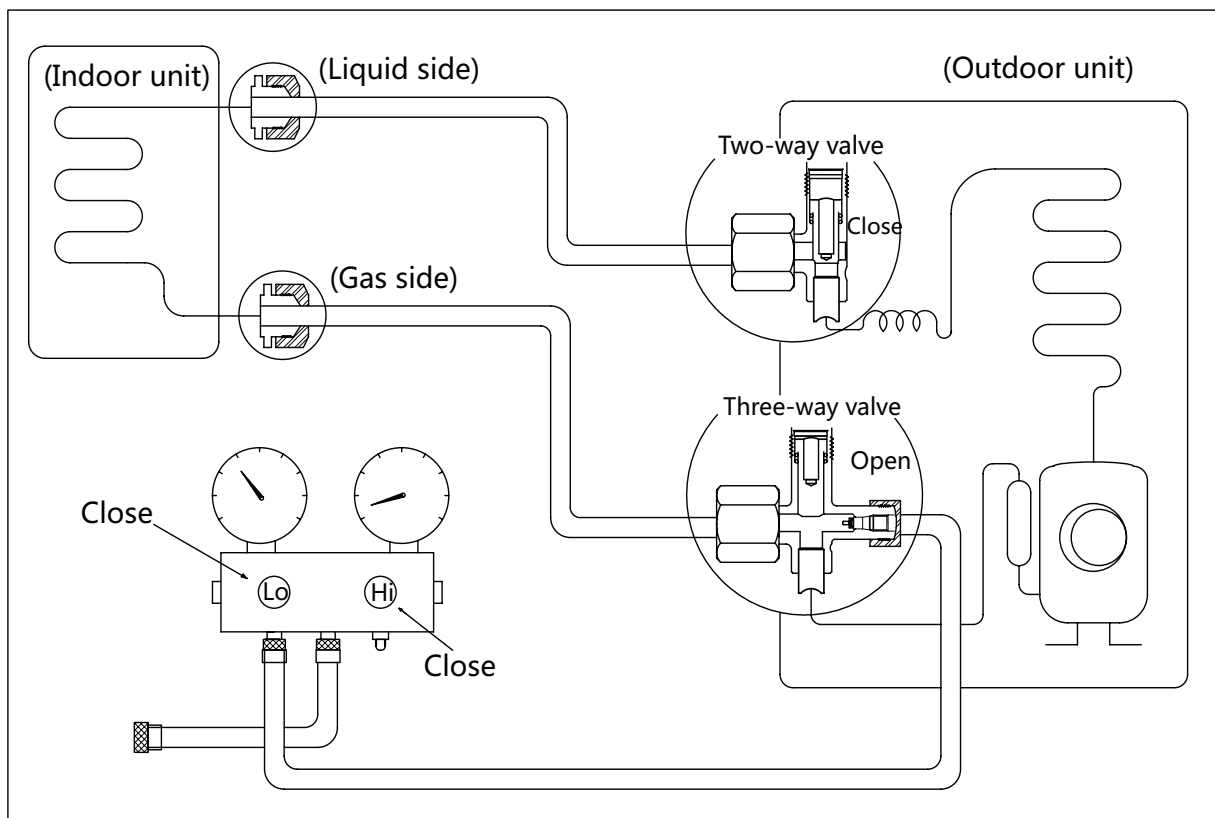 (Indoor unit)
(Liquid side)
(Outdoor unit)
Two-way valve
Close
(Gas side)
Three-way valve
Open
Close
Lo
Hi
Close